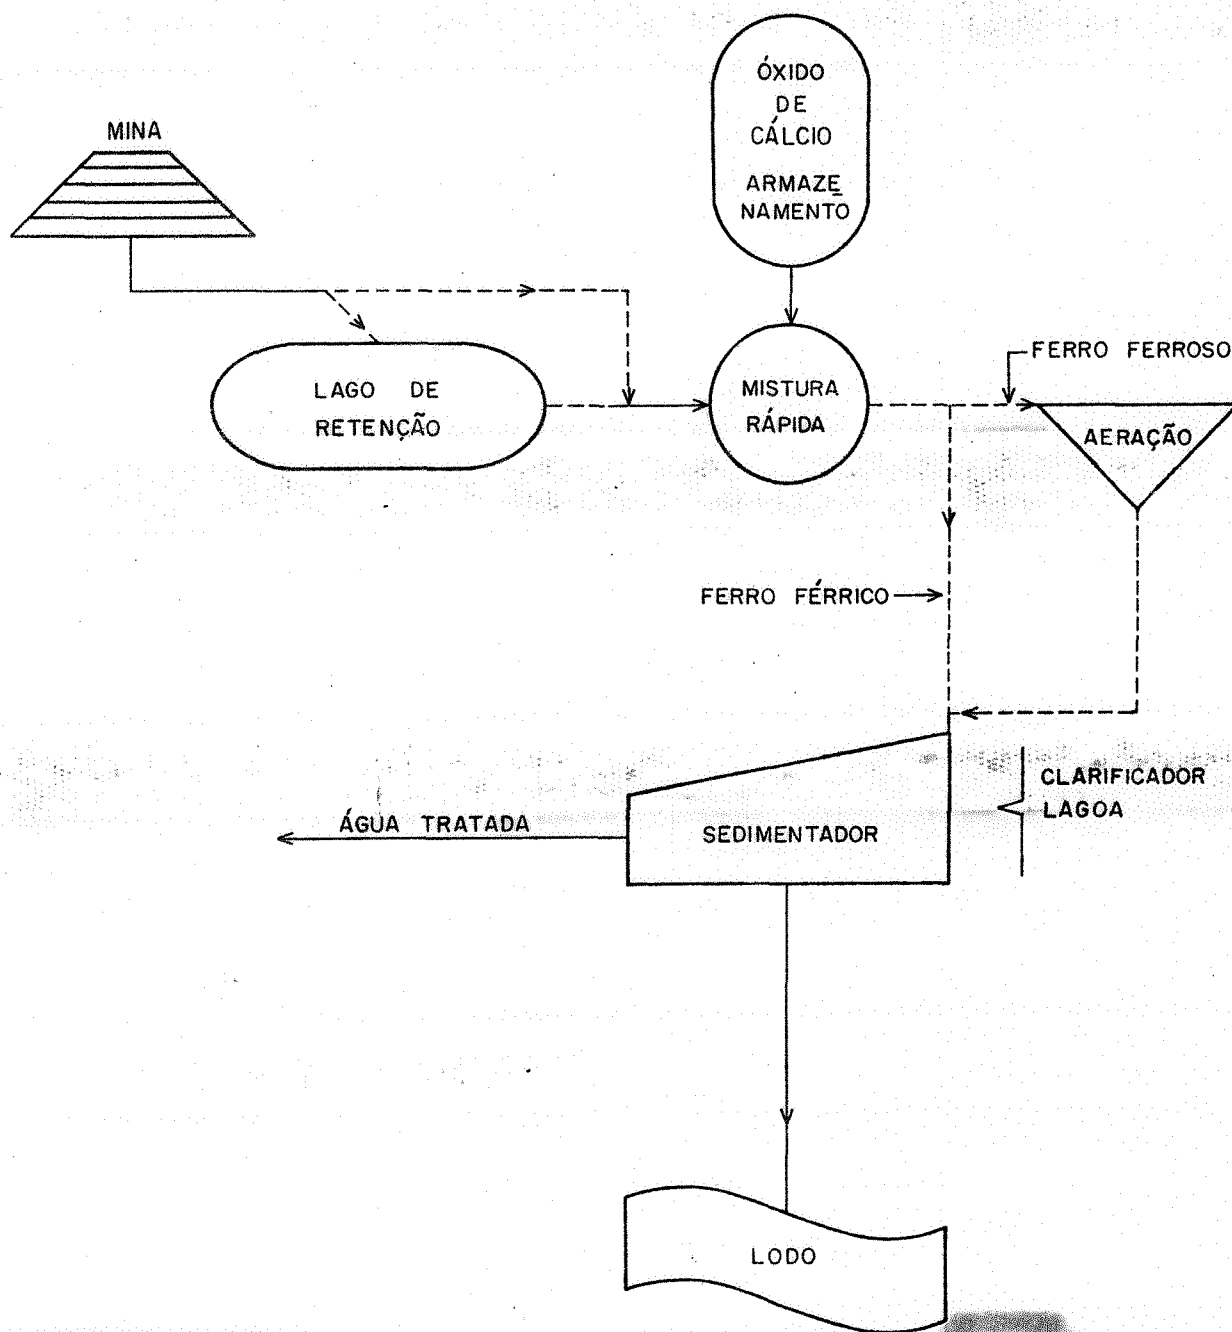 MINA
ÓXIDO
DE
CÁLCIO
ARMAZE
NAMENTO
LAGO DE
RETENÇÃO
MISTURA
RÁPIDA
FERRO FERROSO
AERAÇÃO
FERRO FÉRRICO
CLARIFICADOR
LAGOA
ÁGUA TRATADA
SEDIMENTADOR
LODO